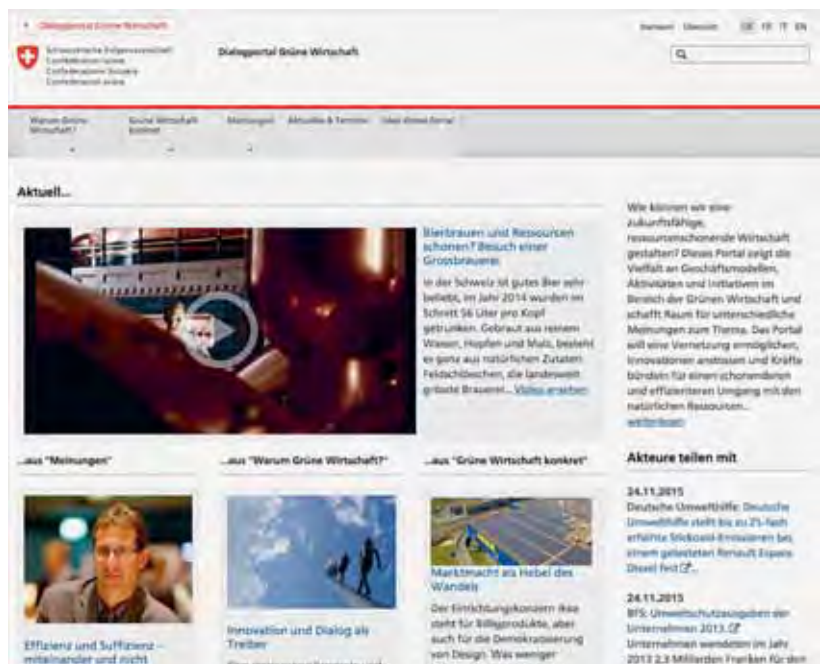 Dialogportal Grüne Wirtschaft
Startseite Übersicht DE FR IT EN
Schweizerische Eidgenossenschaft
Confédération suisse
Confederazione Svizzera
Confederaziun svizra
Dialogportal Grüne Wirtschaft
Warum Grüne
Wirtschaft?
Grüne Wirtschaft
konkret
Meinungen
Aktuelles & Termine
Über dieses Portal
Aktuell...
Bierbrauen und Ressourcen
schonen? Besuch einer
Grossbrauerei
In der Schweiz ist gutes Bier sehr
beliebt, im Jahr 2014 wurden im
Schnitt 56 Liter pro Kopf
getrunken. Gebraut aus reinem
Wasser, Hopfen und Malz, besteht
es ganz aus natürlichen Zutaten.
Feldschlösschen, die landesweit
grösste Brauerei... Video ansehen
Wie können wir eine
zukunftsfähige,
ressourcenschonende Wirtschaft
gestalten? Dieses Portal zeigt die
Vielfalt an Geschäftsmodellen,
Aktivitäten und Initiativen im
Bereich der Grünen Wirtschaft und
schafft Raum für unterschiedliche
Meinungen zum Thema. Das Portal
will eine Vernetzung ermöglichen,
Innovationen anstossen und Kräfte
bündeln für einen schonenderen
und effizienteren Umgang mit den
natürlichen Ressourcen...
weiterlesen
...aus "Meinungen"
Effizienz und Suffizienz –
miteinander und nicht
...aus "Warum Grüne Wirtschaft?"
Innovation und Dialog als
Treiber
...aus "Grüne Wirtschaft konkret"
Marktmacht als Hebel des
Wandels
Der Einrichtungskonzern Ikea
steht für Billigprodukte, aber
auch für die Demokratisierung
von Design. Was weniger
Akteure teilen mit
24.11.2015
Deutsche Umwelthilfe: Deutsche
Umwelthilfe stellt bis zu 25-fach
erhöhte Stickoxid-Emissionen bei
einem getesteten Renault Espace
Diesel fest...
24.11.2015
BFS: Umweltschutzausgaben der
Unternehmen 2013.
Unternehmen wendeten im Jahr
2013 2,3 Milliarden Franken für den